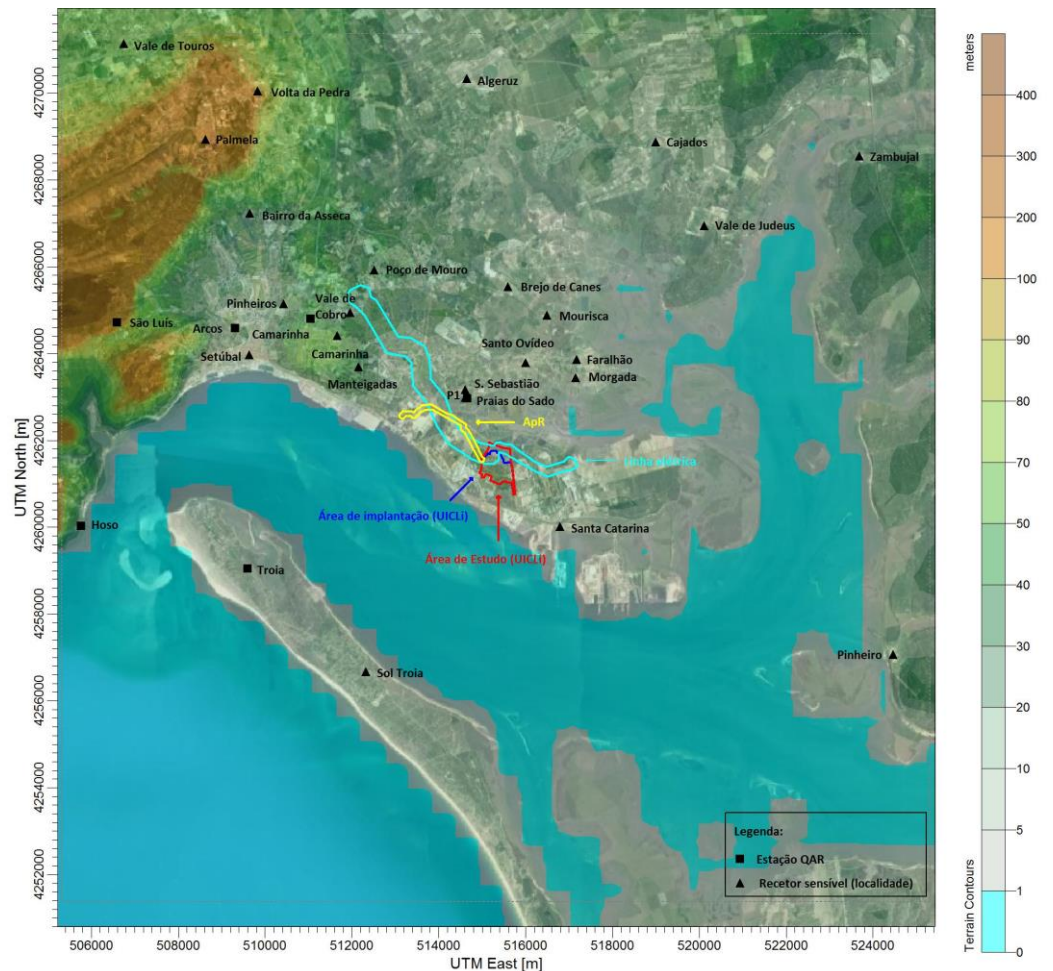 Vale de Touros
Volta da Pedra
Algeruz
Palmela
Cajados
Zambujal
Bairro da Asseca
Vale de Judeus
Poço de Mouro
Brejo de Canes
Pinheiros
Vale de
Cobro
Mourisca
São Luís
Arcos
Camarinha
Santo Ovídeo
Setúbal
Camarinha
Faralhão
Manteigadas
Morgada
S. Sebastião
P1
Praias do Sado
ApR
Linha elétrica
Área de implantação (UICLi)
Hoso
Santa Catarina
Área de Estudo (UICLi)
Troia
Pinheiro
Sol Troia
Legenda:
Estação QAR
Recetor sensível (localidade)
UTM North [m]
4270000
4268000
4266000
4264000
4262000
4260000
4258000
4256000
4254000
4252000
506000 508000 510000 512000 514000 516000 518000 520000 522000 524000
UTM East [m]
meters
400
300
200
100
90
80
70
60
50
40
30
20
10
5
1
0
Terrain Contours